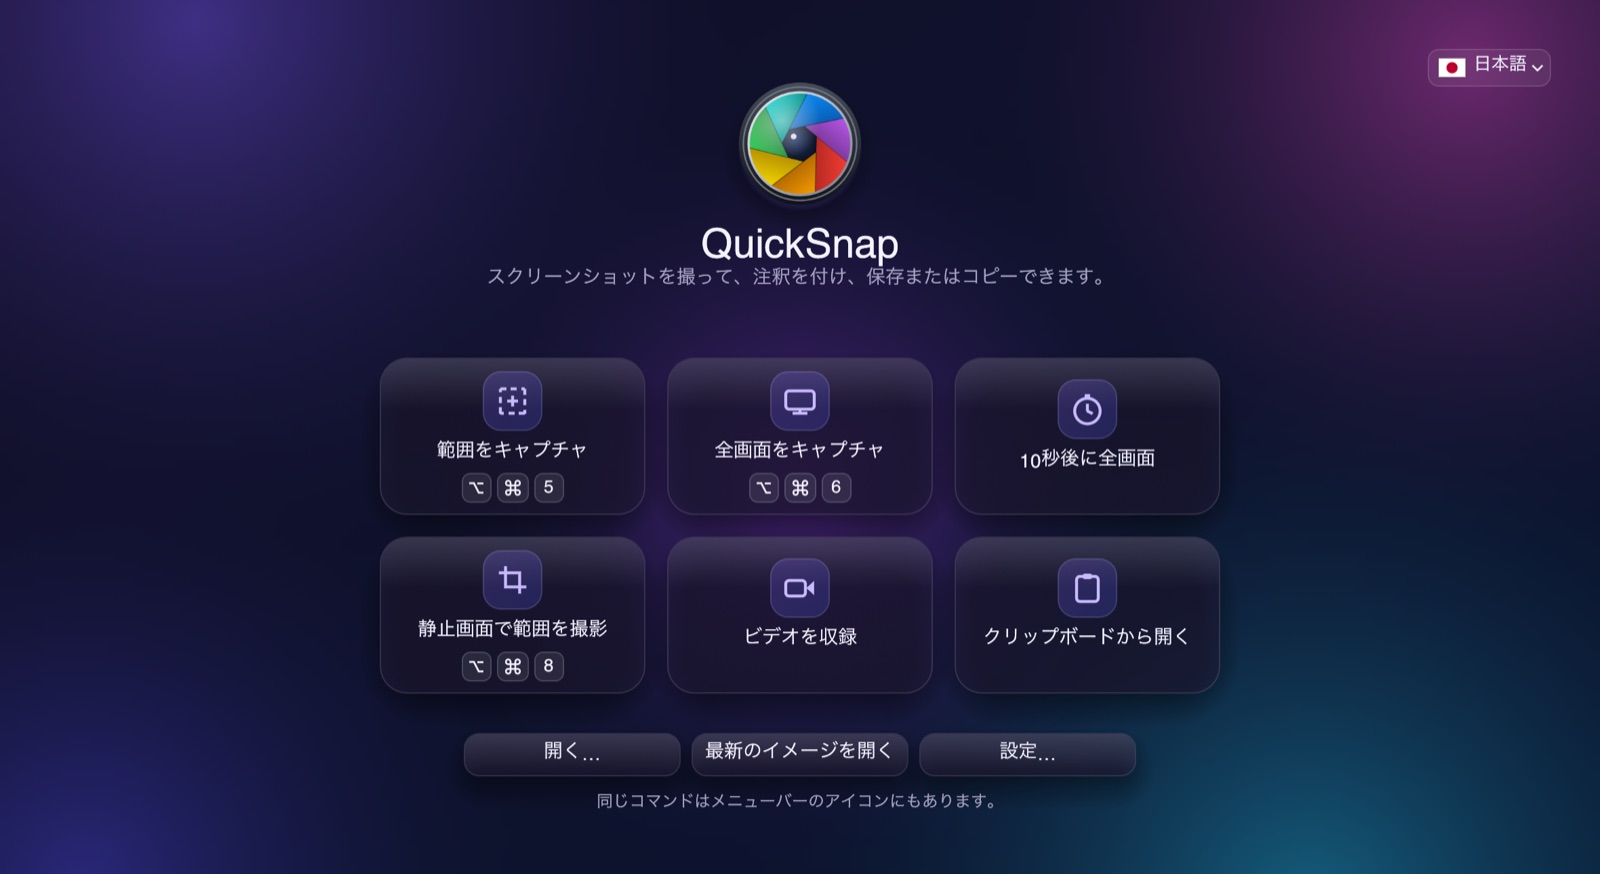 日本語
QuickSnap
スクリーンショットを撮って、注釈を付け、保存またはコピーできます。
範囲をキャプチャ
⌥ ⌘ 5
全画面をキャプチャ
⌥ ⌘ 6
10秒後に全画面
静止画面で範囲を撮影
⌥ ⌘ 8
ビデオを収録
クリップボードから開く
開く...
最新のイメージを開く
設定...
同じコマンドはメニューバーのアイコンにもあります。